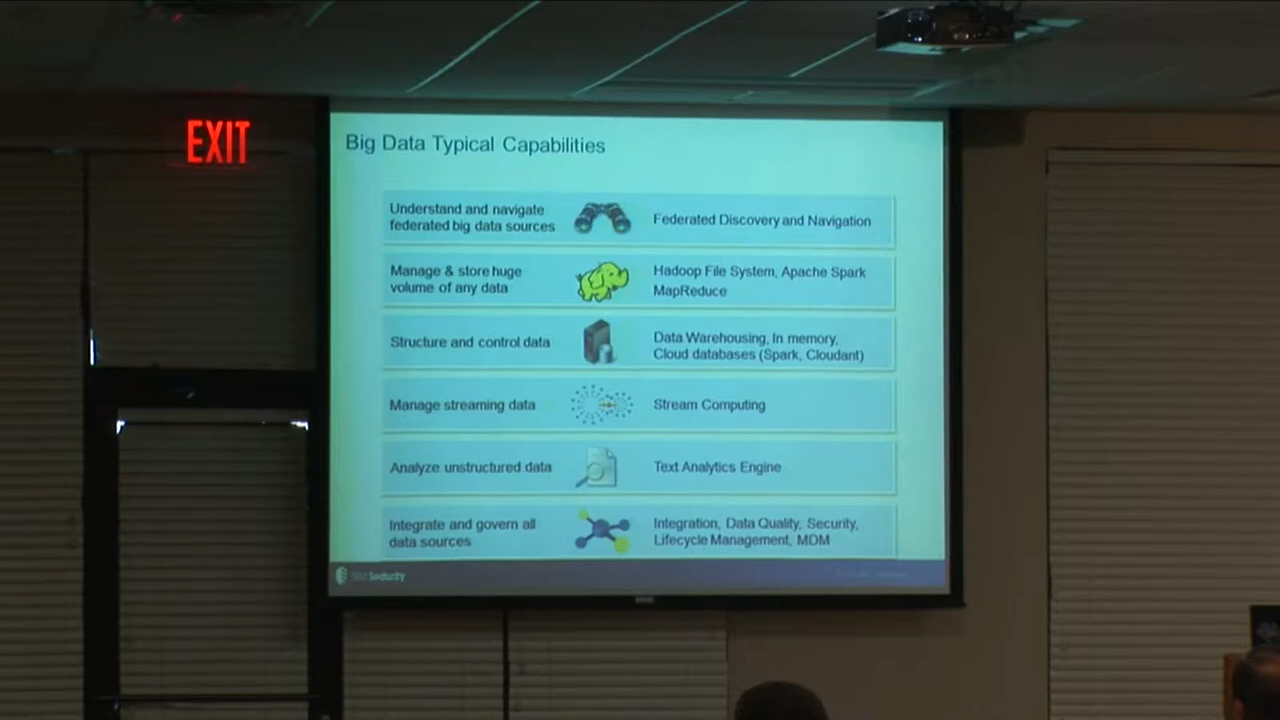 EXIT
Big Data Typical Capabilities
Understand and navigate
federated big data sources
Federated Discovery and Navigation
Manage & store huge
volume of any data
Hadoop File System, Apache Spark
MapReduce
Structure and control data
Data Warehousing, In memory,
Cloud databases (Spark, Cloudant)
Manage streaming data
Stream Computing
Analyze unstructured data
Text Analytics Engine
Integrate and govern all
data sources
Integration, Data Quality, Security,
Lifecycle Management, MDM
Security